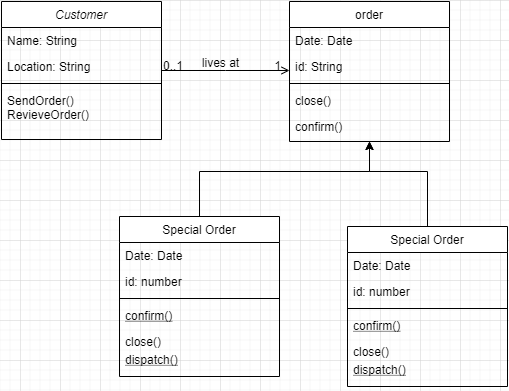 Customer
Name: String
Location: String
SendOrder()
RevieveOrder()
0..1
lives at
1
order
Date: Date
id: String
close()
confirm()
Special Order
Date: Date
id: number
confirm()
close()
dispatch()
Special Order
Date: Date
id: number
confirm()
close()
dispatch()